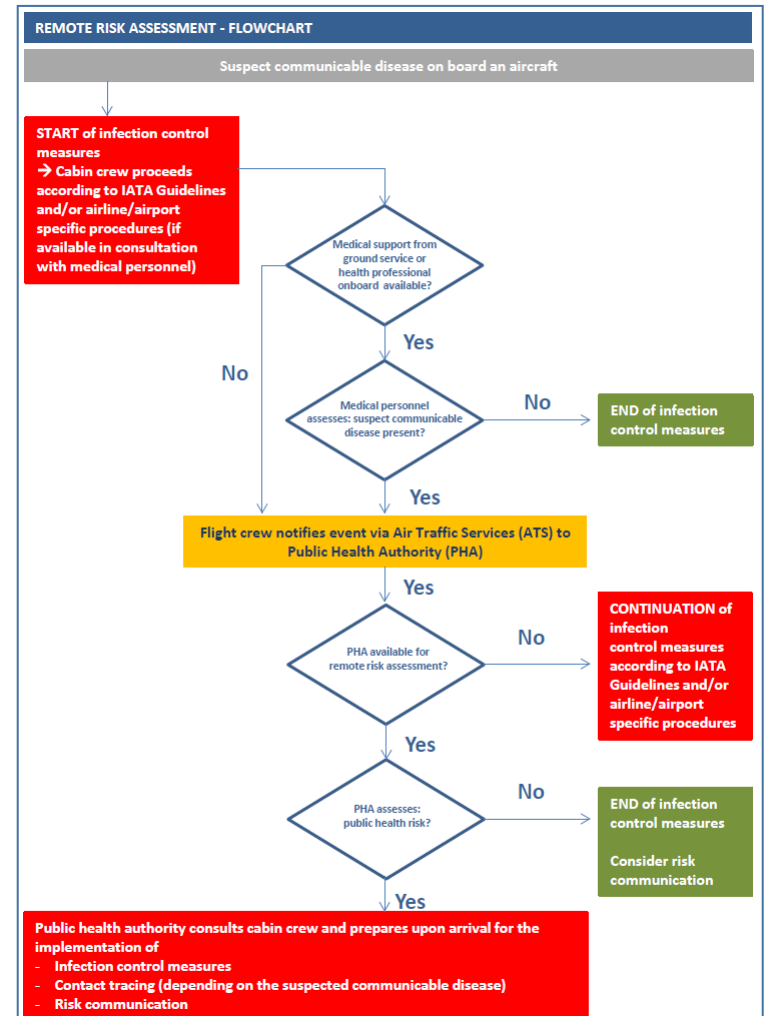 REMOTE RISK ASSESSMENT - FLOWCHART
Suspect communicable disease on board an aircraft
START of infection control
measures
→ Cabin crew proceeds
according to IATA Guidelines
and/or airline/airport
specific procedures (if
available in consultation
with medical personnel)
Medical support from
ground service or
health professional
onboard available?
Yes
No
Medical personnel
assesses: suspect communicable
disease present?
No
END of infection
control measures
Yes
Flight crew notifies event via Air Traffic Services (ATS) to
Public Health Authority (PHA)
Yes
PHA available for
remote risk assessment?
No
CONTINUATION of
infection
control measures
according to IATA
Guidelines and/or
airline/airport
specific procedures
Yes
PHA assesses:
public health risk?
No
END of infection
control measures
Consider risk
communication
Yes
Public health authority consults cabin crew and prepares upon arrival for the
implementation of
- Infection control measures
- Contact tracing (depending on the suspected communicable disease)
- Risk communication